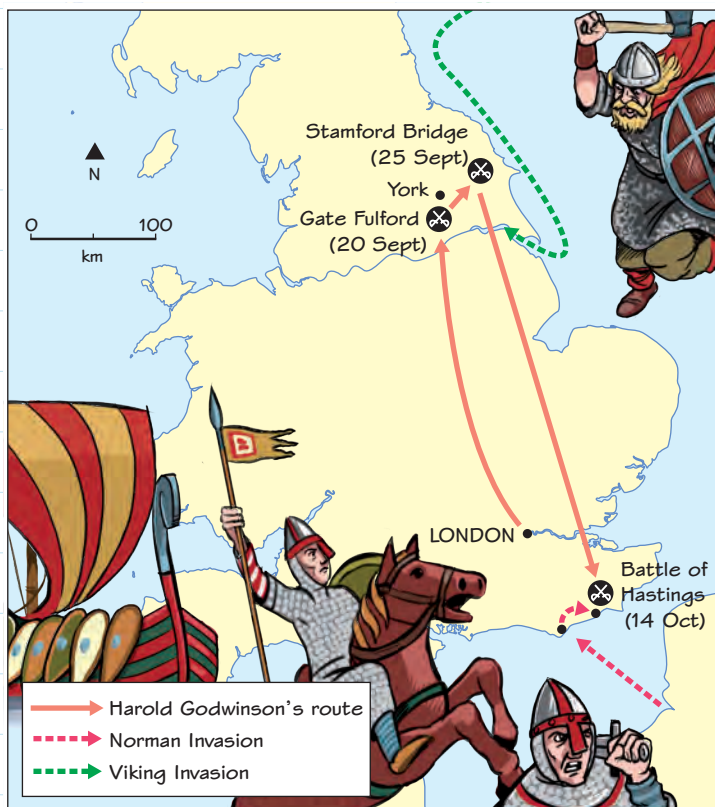 Stamford Bridge
(25 Sept)
N
York
0 100
km
Gate Fulford
(20 Sept)
LONDON
Battle of
Hastings
(14 Oct)
Harold Godwinson's route
Norman Invasion
Viking Invasion